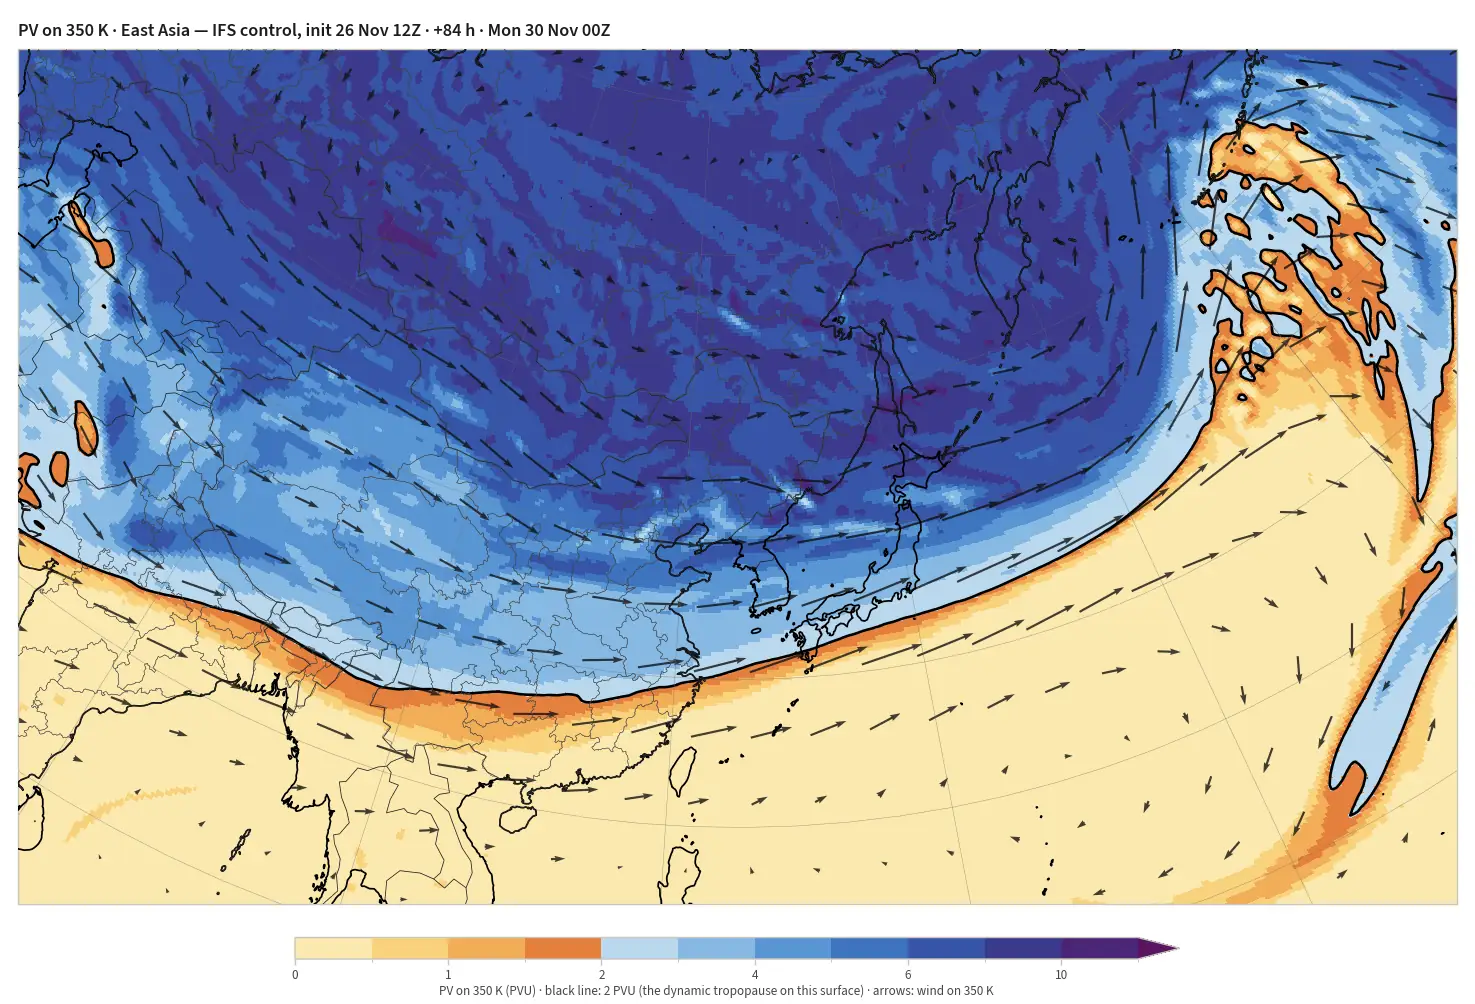 PV on 350 K · East Asia — IFS control, init 26 Nov 12Z · +84 h · Mon 30 Nov 00Z
0 1 2 4 6 10
PV on 350 K (PVU) · black line: 2 PVU (the dynamic tropopause on this surface) · arrows: wind on 350 K